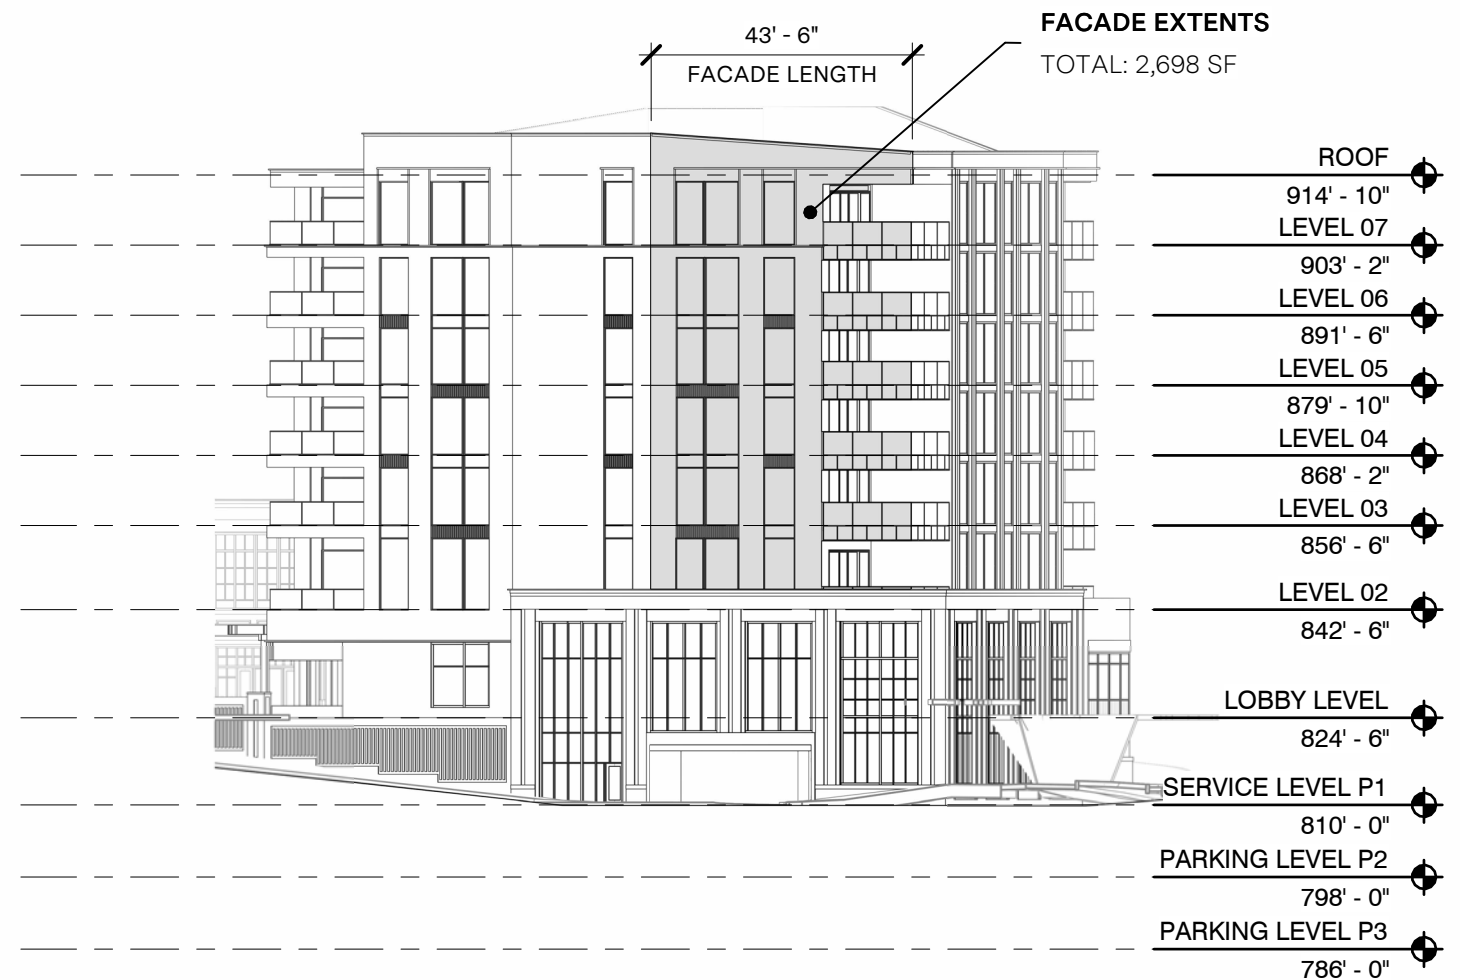 FACADE EXTENTS
TOTAL: 2,698 SF
43' - 6"
FACADE LENGTH
ROOF
914' - 10"
LEVEL 07
903' - 2"
LEVEL 06
891' - 6"
LEVEL 05
879' - 10"
LEVEL 04
868' - 2"
LEVEL 03
856' - 6"
LEVEL 02
842' - 6"
LOBBY LEVEL
824' - 6"
SERVICE LEVEL P1
810' - 0"
PARKING LEVEL P2
798' - 0"
PARKING LEVEL P3
786' - 0"